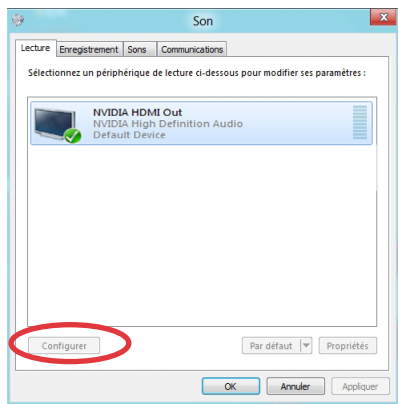 Son
Lecture Enregistrement Sons Communications
Sélectionnez un périphérique de lecture ci-dessous pour modifier ses paramètres :
NVIDIA HDMI Out
NVIDIA High Definition Audio
Default Device
Configurer Par défaut Propriétés
OK Annuler Appliquer